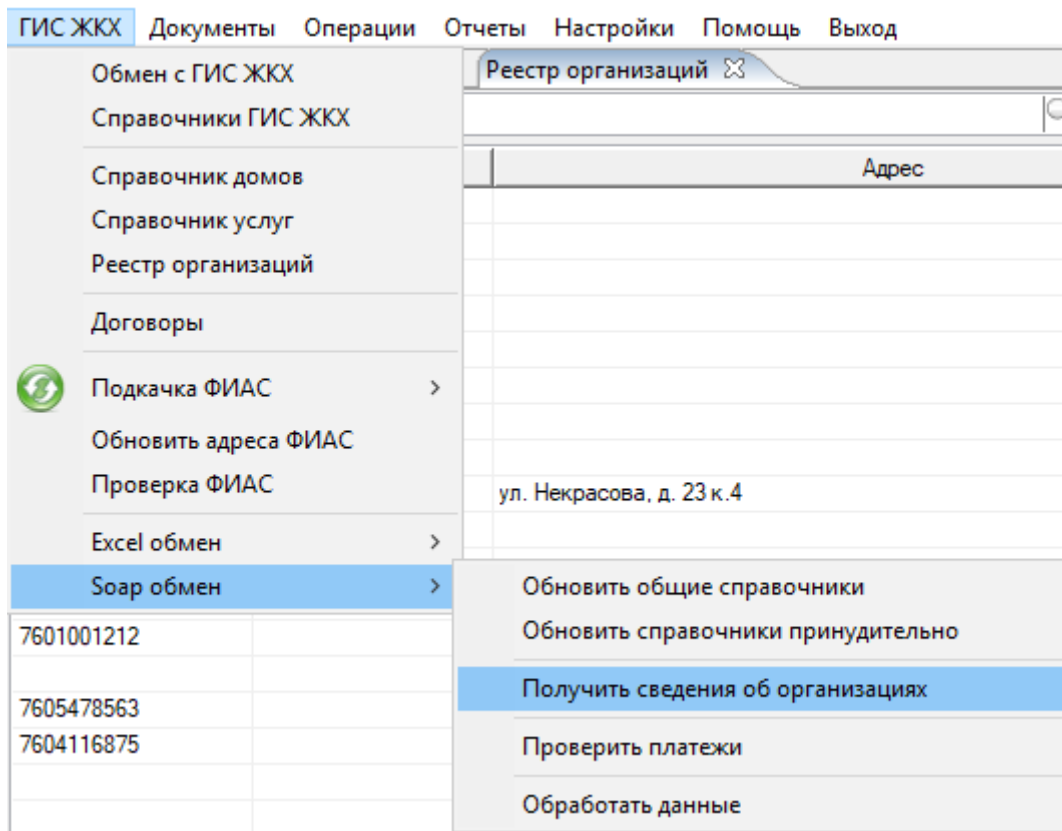 ГИС ЖКХ Документы Операции Отчеты Настройки Помощь Выход
Обмен с ГИС ЖКХ
Справочники ГИС ЖКХ
Справочник домов
Справочник услуг
Реестр организаций
Договоры
Подкачка ФИАС
Обновить адреса ФИАС
Проверка ФИАС
Excel обмен
Soap обмен
Реестр организаций
Адрес
ул. Некрасова, д. 23 к.4
Обновить общие справочники
Обновить справочники принудительно
Получить сведения об организациях
Проверить платежи
Обработать данные
7601001212
7605478563
7604116875